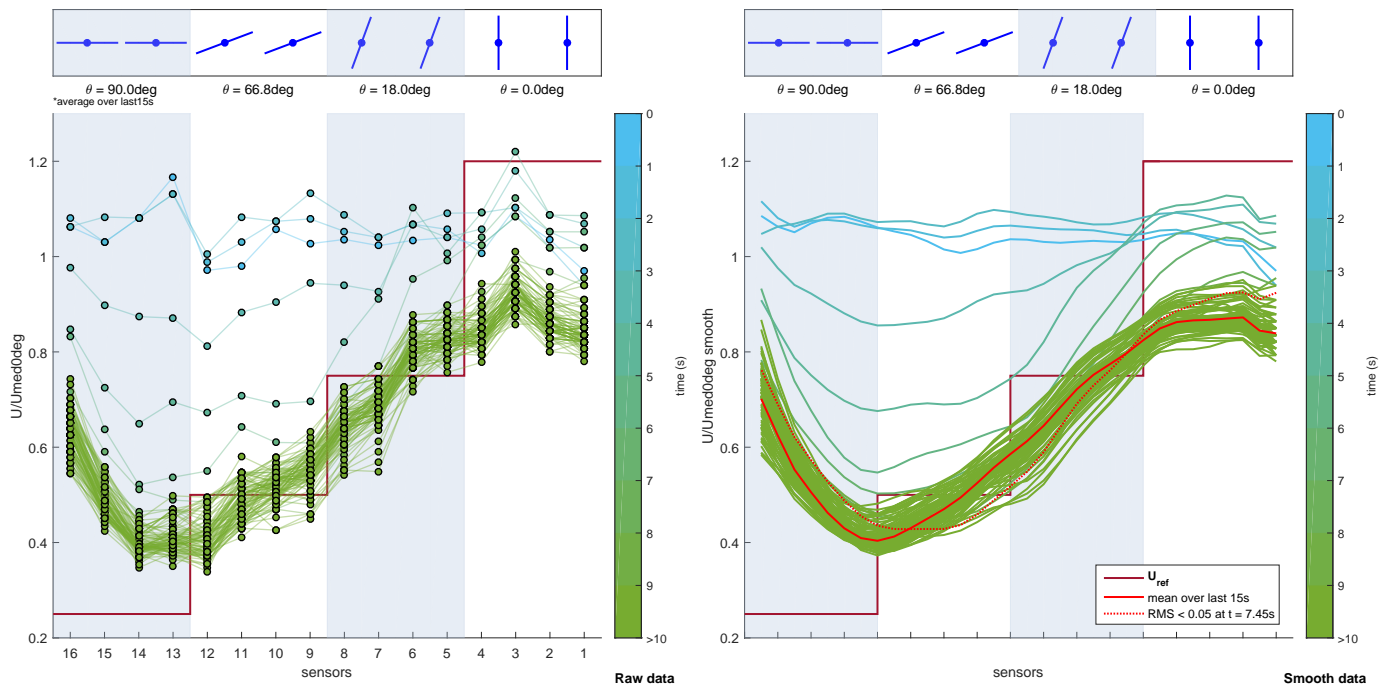 θ = 90.0deg
θ = 66.8deg
θ = 18.0deg
θ = 0.0deg
*average over last15s
1.2
1
0.8
0.6
0.4
0.2
U/Umed0deg
16 15 14 13 12 11 10 9 8 7 6 5 4 3 2 1
sensors
0
1
2
3
4
5
6
7
8
9
>10
time (s)
Raw data
θ = 90.0deg
θ = 66.8deg
θ = 18.0deg
θ = 0.0deg
1.2
1
0.8
0.6
0.4
0.2
U/Umed0deg smooth
U_ref
mean over last 15s
RMS < 0.05 at t = 7.45s
sensors
0
1
2
3
4
5
6
7
8
9
>10
time (s)
Smooth data